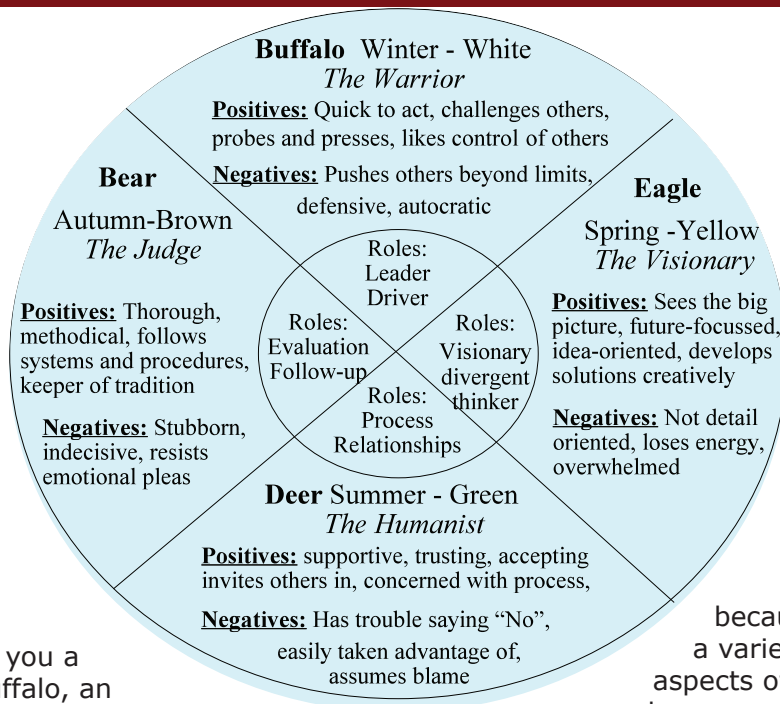 Buffalo Winter - White
The Warrior
Positives: Quick to act, challenges others,
probes and presses, likes control of others
Negatives: Pushes others beyond limits,
defensive, autocratic
Bear
Autumn-Brown
The Judge
Positives: Thorough,
methodical, follows
systems and procedures,
keeper of tradition
Negatives: Stubborn,
indecisive, resists
emotional pleas
Roles:
Leader
Driver
Roles:
Evaluation
Follow-up
Roles:
Visionary
divergent
thinker
Roles:
Process
Relationships
Eagle
Spring -Yellow
The Visionary
Positives: Sees the big
picture, future-focussed,
idea-oriented, develops
solutions creatively
Negatives: Not detail
oriented, loses energy,
overwhelmed
Deer Summer - Green
The Humanist
Positives: supportive, trusting, accepting
invites others in, concerned with process,
Negatives: Has trouble saying “No”,
easily taken advantage of,
assumes blame
you a
uffalo, an
becau
a varie
aspects o